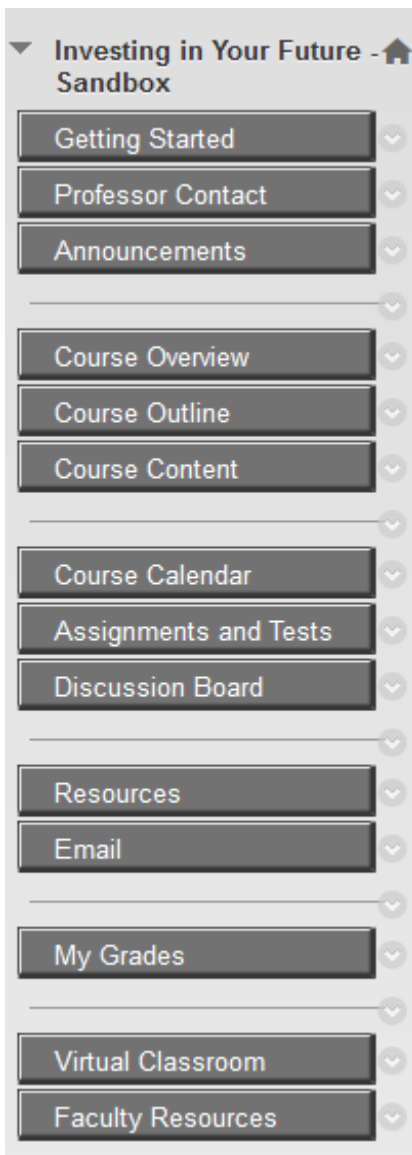 Investing in Your Future -
Sandbox
Getting Started
Professor Contact
Announcements
Course Overview
Course Outline
Course Content
Course Calendar
Assignments and Tests
Discussion Board
Resources
Email
My Grades
Virtual Classroom
Faculty Resources